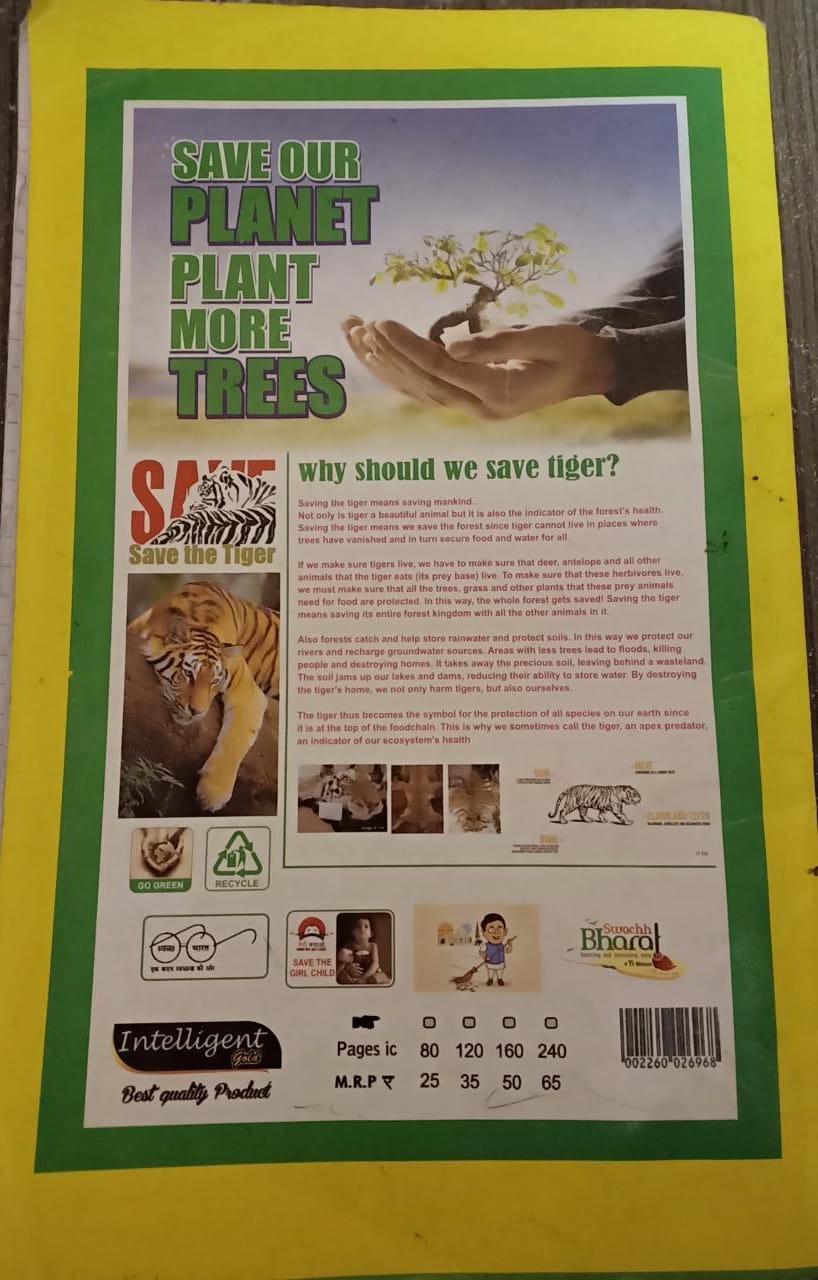 SAVE OUR
PLANET
PLANT
MORE
TREES
SAVE
Save the Tiger
why should we save tiger?
Saving the tiger means saving mankind..
Not only is tiger a beautiful animal but it is also the indicator of the forest's health.
Saving the tiger means we save the forest since tiger cannot live in places where
trees have vanished and in turn secure food and water for all.
If we make sure tigers live, we have to make sure that deer, antelope and all other
animals that the tiger eats (its prey base) live. To make sure that these herbivores live,
we must make sure that all the trees, grass and other plants that these prey animals
need for food are protected. In this way, the whole forest gets saved! Saving the tiger
means saving its entire forest kingdom with all the other animals in it.
Also forests catch and help store rainwater and protect soils. In this way we protect our
rivers and recharge groundwater sources. Areas with less trees lead to floods, killing
people and destroying homes. It takes away the precious soil, leaving behind a wasteland.
The soil jams up our lakes and dams, reducing their ability to store water. By destroying
the tiger's home, we not only harm tigers, but also ourselves.
The tiger thus becomes the symbol for the protection of all species on our earth since
it is at the top of the foodchain. This is why we sometimes call the tiger, an apex predator,
an indicator of our ecosystem's health
SKIN
MEAT
CLAWS AND TEETH
BONE
GO GREEN
RECYCLE
स्वच्छ भारत
एक कदम स्वच्छता की ओर
बेटी बचाओ
SAVE THE
GIRL CHILD
Swachh
Bharat
A Yi Mission
Intelligent
Gold
Best quality Product
Pages ic 80 120 160 240
M.R.P ₹ 25 35 50 65
002260 026968